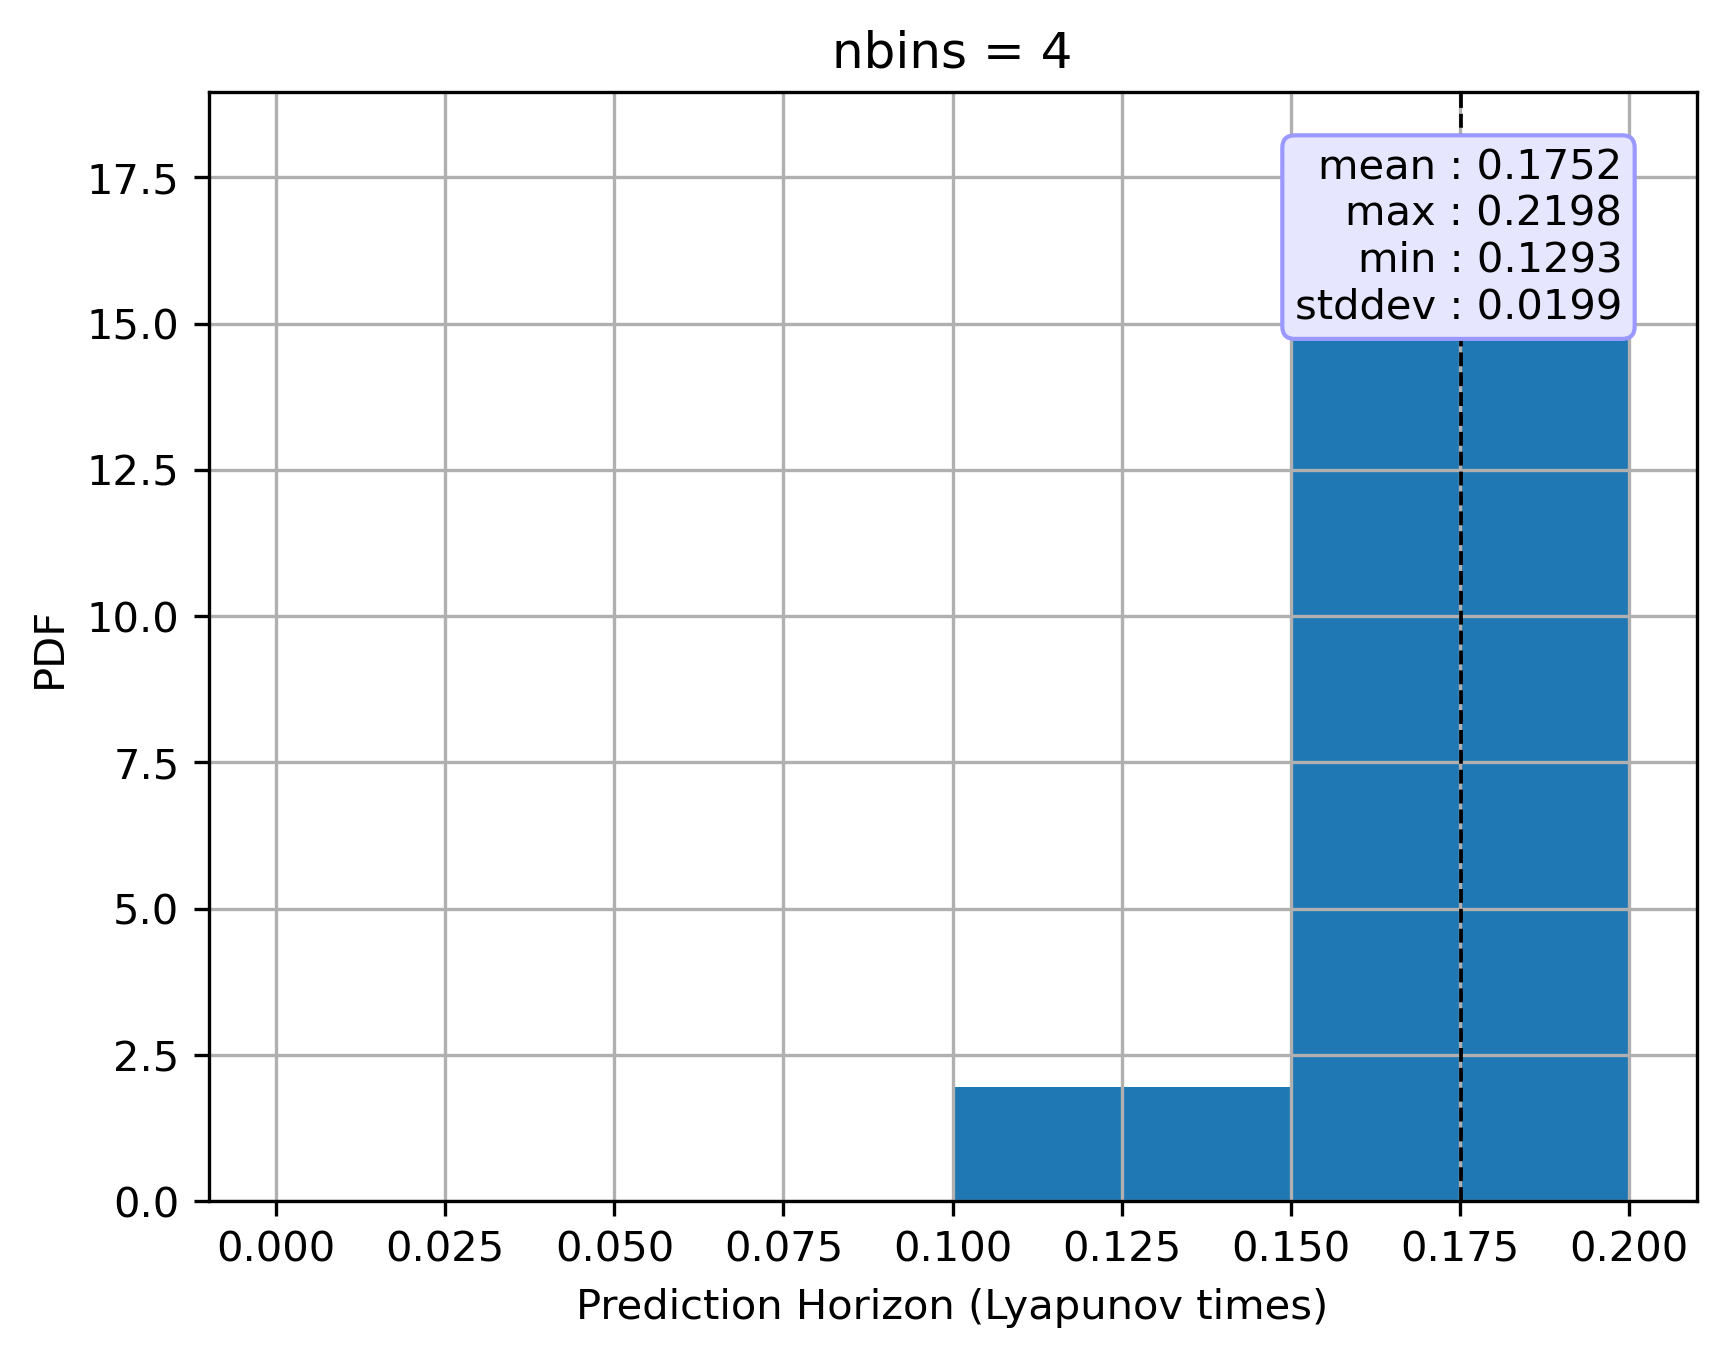 nbins = 4
mean : 0.1752
max : 0.2198
min : 0.1293
stddev : 0.0199
17.5
15.0
12.5
10.0
7.5
5.0
2.5
0.0
PDF
0.000 0.025 0.050 0.075 0.100 0.125 0.150 0.175 0.200
Prediction Horizon (Lyapunov times)